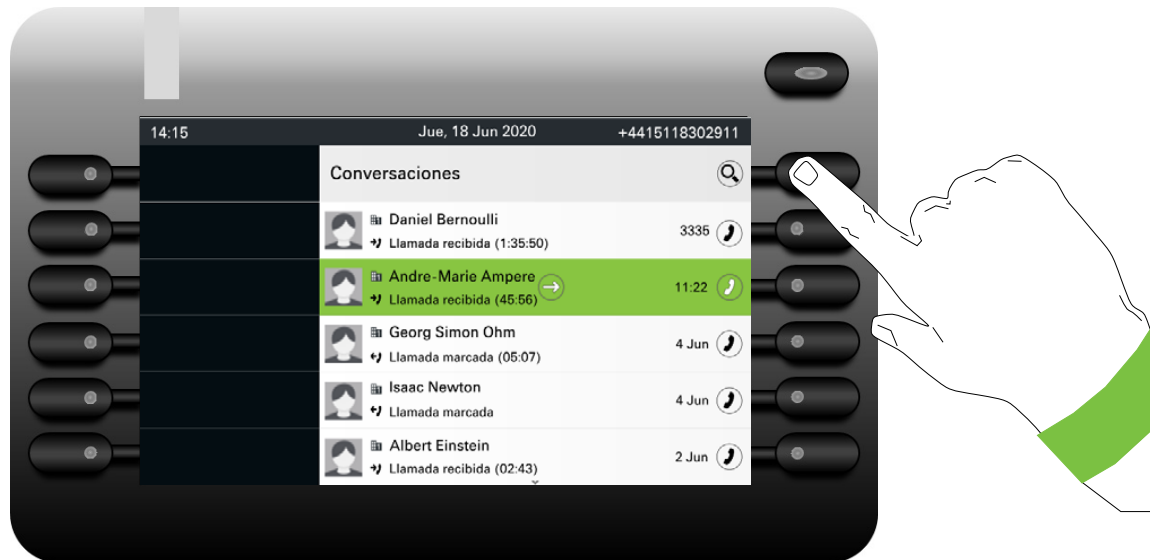 14:15 Jue, 18 Jun 2020 +4415118302911
Conversaciones
Daniel Bernoulli
Llamada recibida (1:35:50)
3335
Andre-Marie Ampere
Llamada recibida (45:56)
11:22
Georg Simon Ohm
Llamada marcada (05:07)
4 Jun
Isaac Newton
Llamada marcada
4 Jun
Albert Einstein
Llamada recibida (02:43)
2 Jun